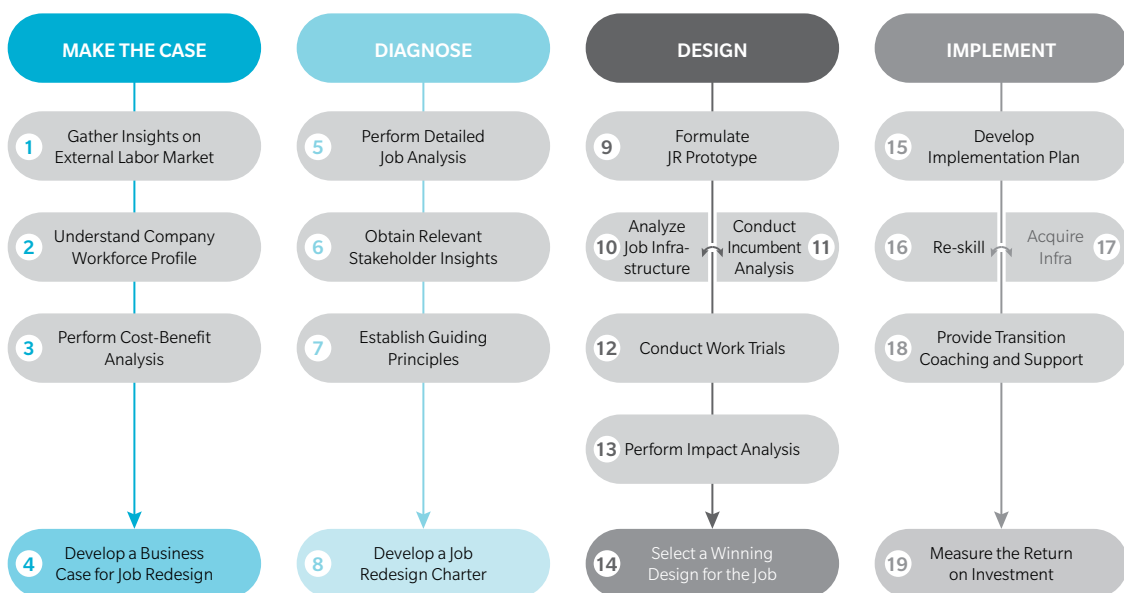 MAKE THE CASE
1
Gather Insights on
External Labor Market
2
Understand Company
Workforce Profile
3
Perform Cost-Benefit
Analysis
4
Develop a Business
Case for Job Redesign
DIAGNOSE
5
Perform Detailed
Job Analysis
6
Obtain Relevant
Stakeholder Insights
7
Establish Guiding
Principles
8
Develop a Job
Redesign Charter
DESIGN
9
Formulate
JR Prototype
10
Analyze
Job Infra-
structure
Conduct
Incumbent
Analysis
11
12
Conduct Work Trials
13
Perform Impact Analysis
14
Select a Winning
Design for the Job
IMPLEMENT
15
Develop
Implementation Plan
16
Re-skill
Acquire
Infra
17
18
Provide Transition
Coaching and Support
19
Measure the Return
on Investment